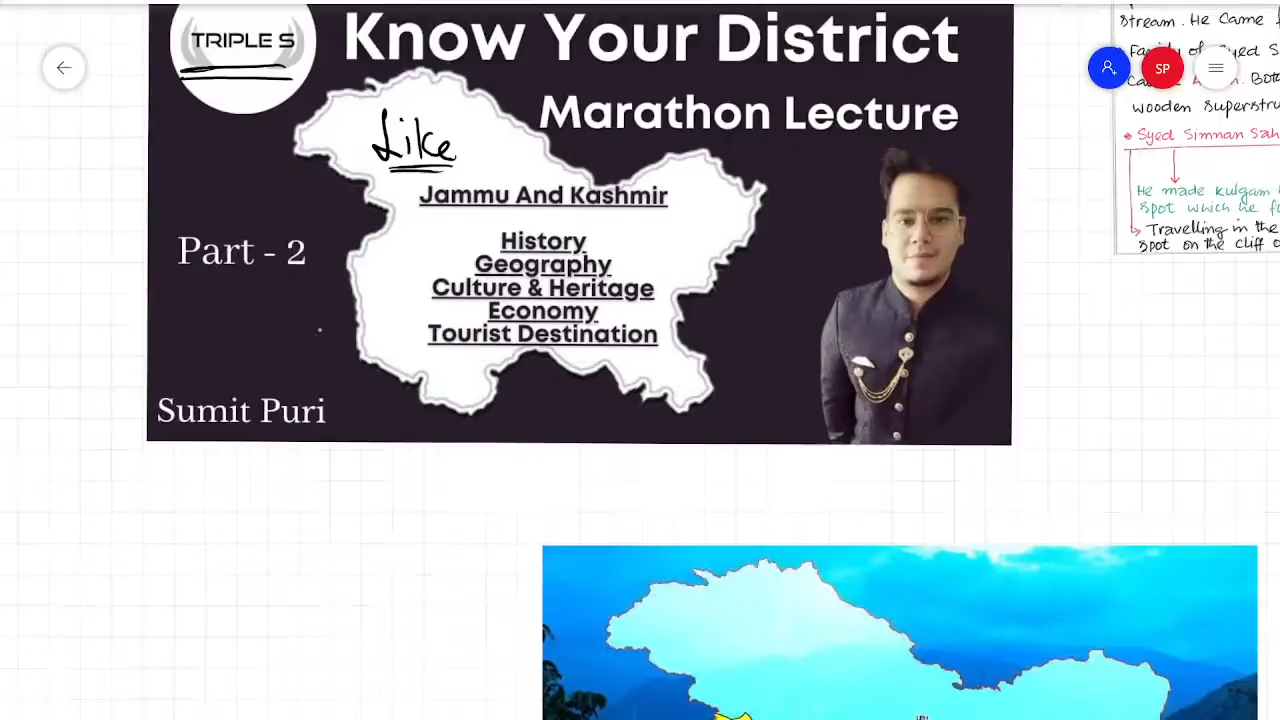 TRIPLE S
Know Your District
Marathon Lecture
Like
Jammu And Kashmir
Part - 2
History
Geography
Culture & Heritage
Economy
Tourist Destination
Sumit Puri
SP
stream. He Came
Family of Syed S
Bot
wooden superstru
Syed Simnan Sah
He made Kulgam
spot which he
Travelling in the
spot on the cliff